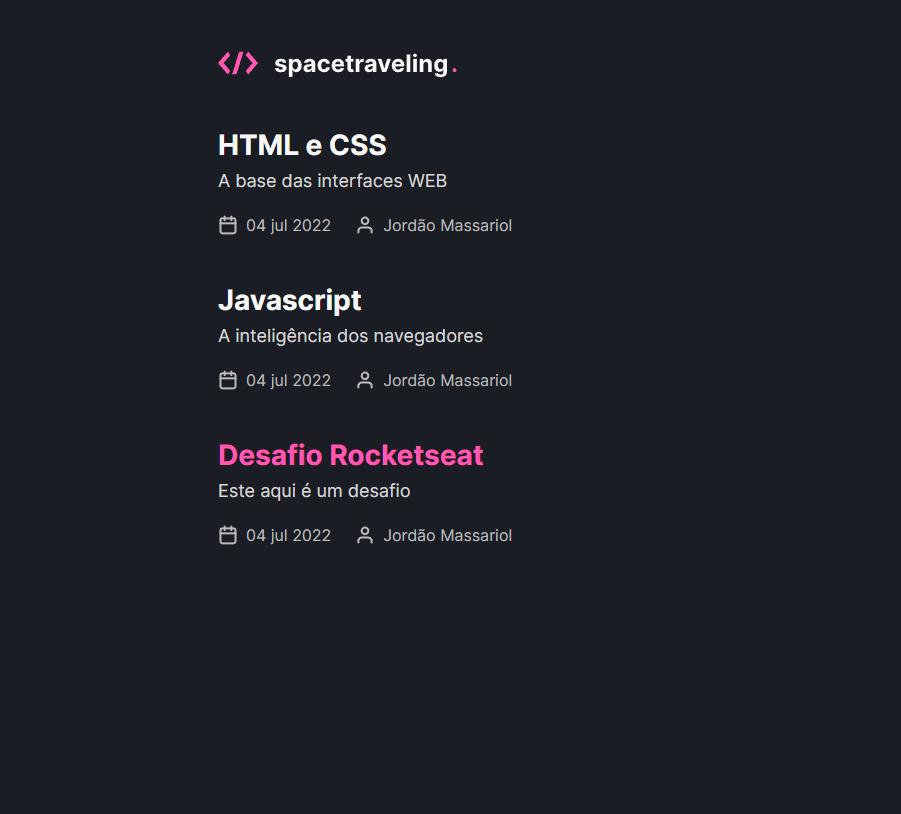 </> spacetraveling.
HTML e CSS
A base das interfaces WEB
04 jul 2022 Jordão Massariol
Javascript
A inteligência dos navegadores
04 jul 2022 Jordão Massariol
Desafio Rocketseat
Este aqui é um desafio
04 jul 2022 Jordão Massariol